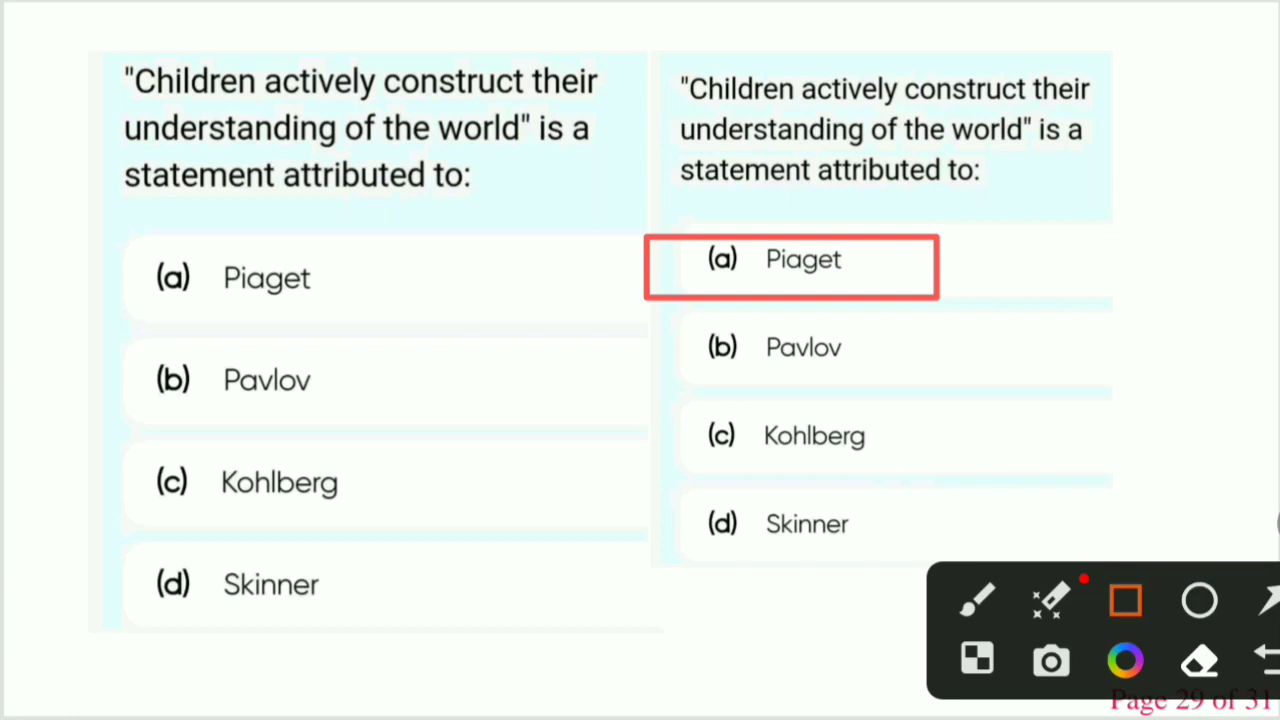 "Children actively construct their
understanding of the world" is a
statement attributed to:
(a) Piaget
(b) Pavlov
(c) Kohlberg
(d) Skinner
"Children actively construct their
understanding of the world" is a
statement attributed to:
(a) Piaget
(b) Pavlov
(c) Kohlberg
(d) Skinner
Page 29 of 31